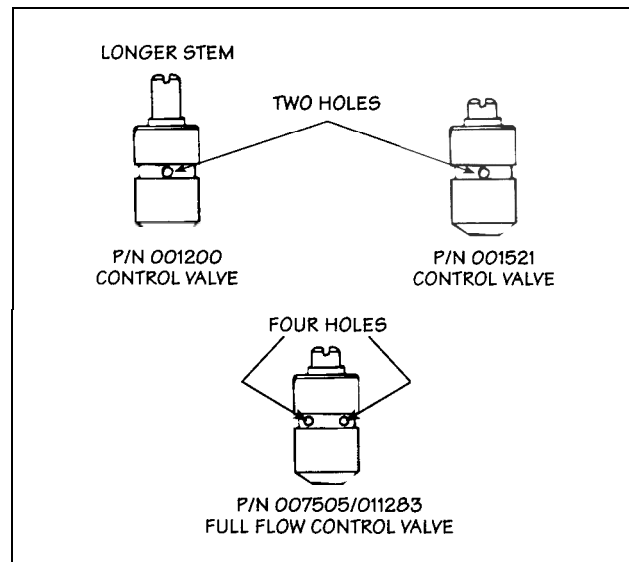 LONGER STEM
TWO HOLES
P/N 001200
CONTROL VALVE
P/N 001521
CONTROL VALVE
FOUR HOLES
P/N 007505/011283
FULL FLOW CONTROL VALVE